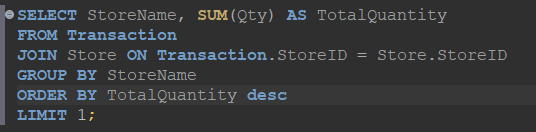 SELECT StoreName, SUM(Qty) AS TotalQuantity
FROM Transaction
JOIN Store ON Transaction.StoreID = Store.StoreID
GROUP BY StoreName
ORDER BY TotalQuantity desc
LIMIT 1;